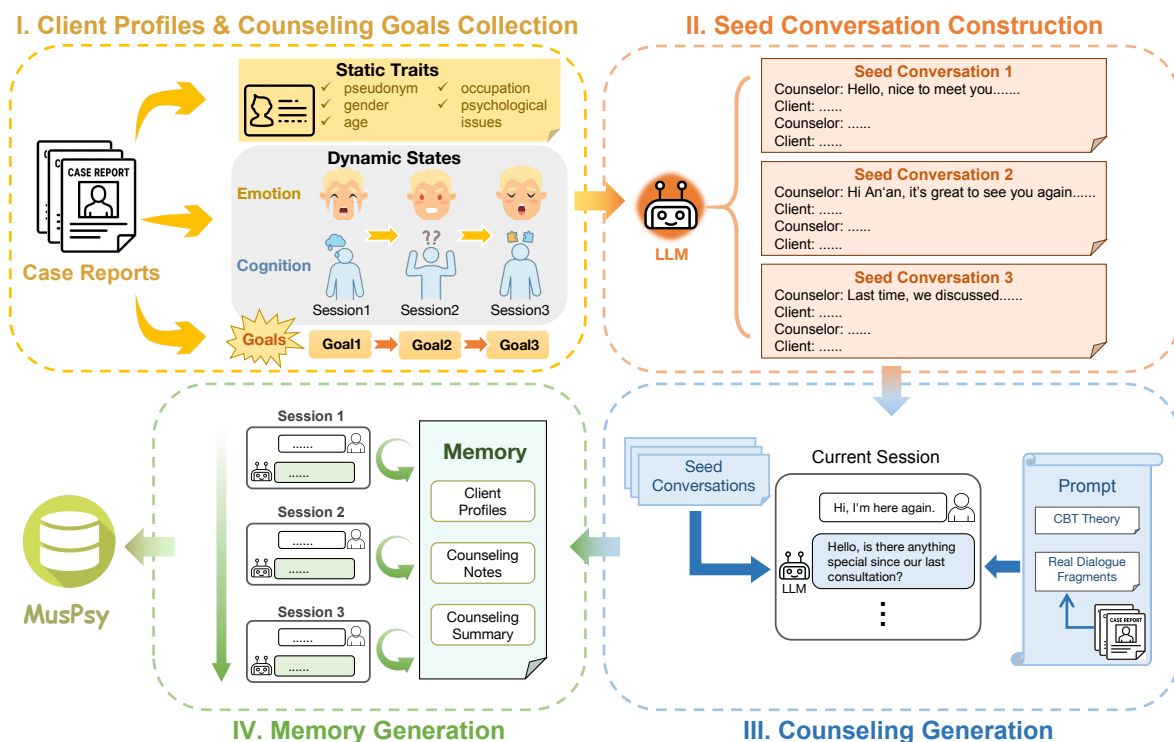 I. Client Profiles & Counseling Goals Collection
Static Traits
✓ pseudonym
✓ gender
✓ age
✓ occupation
✓ psychological
issues
CASE REPORT
Case Reports
Dynamic States
Emotion
Cognition
??
Session1
Session2
Session3
Goals
Goal1
Goal2
Goal3
II. Seed Conversation Construction
LLM
Seed Conversation 1
Counselor: Hello, nice to meet you.......
Client: ......
Counselor: ......
Client: ......
Seed Conversation 2
Counselor: Hi An‘an, it’s great to see you again......
Client: ......
Counselor: ......
Client: ......
Seed Conversation 3
Counselor: Last time, we discussed......
Client: ......
Counselor: ......
Client: ......
Seed
Conversations
Current Session
Hi, I'm here again.
Hello, is there anything
special since our last
consultation?
LLM
Prompt
CBT Theory
Real Dialogue
Fragments
CASE REPORT
III. Counseling Generation
Session 1
......
......
Session 2
......
......
Session 3
......
......
Memory
Client
Profiles
Counseling
Notes
Counseling
Summary
IV. Memory Generation
MusPsy